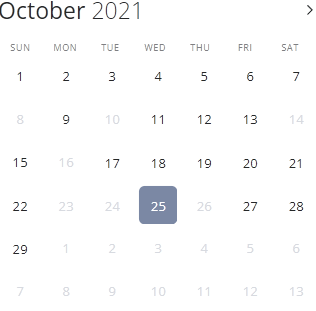 October 2021
SUN MON TUE WED THU FRI SAT
1 2 3 4 5 6 7
8 9 10 11 12 13 14
15 16 17 18 19 20 21
22 23 24 25 26 27 28
29 1 2 3 4 5 6
7 8 9 10 11 12 13